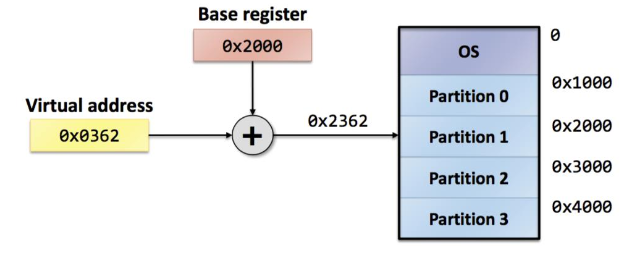 Base register
0x2000
Virtual address
0x0362
+
0x2362
OS
Partition 0
Partition 1
Partition 2
Partition 3
0
0x1000
0x2000
0x3000
0x4000